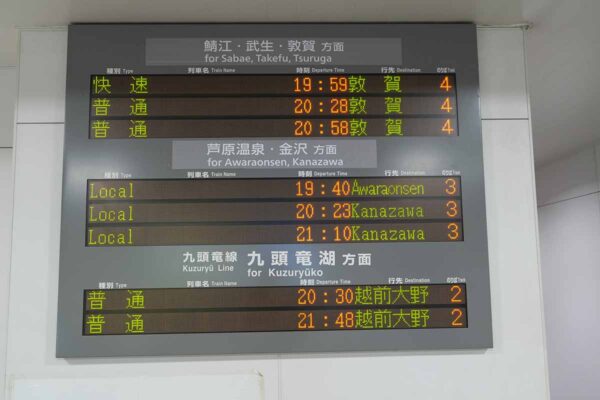 鯖江・武生・敦賀 方面
for Sabae, Takefu, Tsuruga
種別 Type 列車名 Train Name 時刻 Departure Time 行先 Destination のりば Track
快速 19:59 敦賀 4
普通 20:28 敦賀 4
普通 20:58 敦賀 4
芦原温泉・金沢 方面
for Awaraonsen, Kanazawa
種別 Type 列車名 Train Name 時刻 Departure Time 行先 Destination のりば Track
Local 19:40 Awaraonsen 3
Local 20:23 Kanazawa 3
Local 21:10 Kanazawa 3
九頭竜線 九頭竜湖 方面
Kuzuryū Line for Kuzuryūko
種別 Type 列車名 Train Name 時刻 Departure Time 行先 Destination のりば Track
普通 20:30 越前大野 2
普通 21:48 越前大野 2